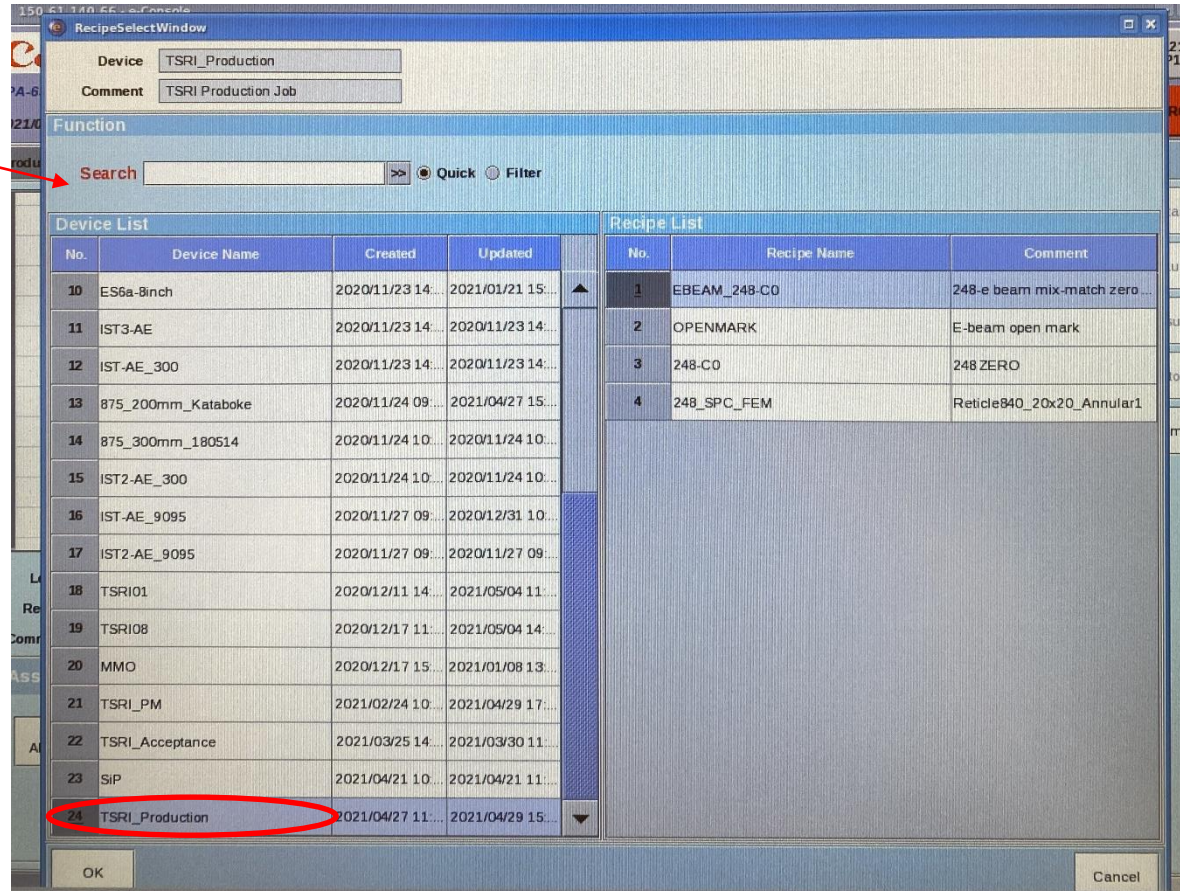 150.61.140.66 - e-Console
RecipeSelectWindow
Device TSRI_Production
Comment TSRI Production Job
Function
Search >> Quick Filter
Device List
No. Device Name Created Updated
10 ES6a-8inch 2020/11/23 14:... 2021/01/21 15:...
11 IST3-AE 2020/11/23 14:... 2020/11/23 14:...
12 IST-AE_300 2020/11/23 14:... 2020/11/23 14:...
13 875_200mm_Kataboke 2020/11/24 09:... 2021/04/27 15:...
14 875_300mm_180514 2020/11/24 10:... 2020/11/24 10:...
15 IST2-AE_300 2020/11/24 10:... 2020/11/24 10:...
16 IST-AE_9095 2020/11/27 09:... 2020/12/31 10:...
17 IST2-AE_9095 2020/11/27 09:... 2020/11/27 09:...
18 TSRI01 2020/12/11 14:... 2021/05/04 11:...
19 TSRI08 2020/12/17 11:... 2021/05/04 14:...
20 MMO 2020/12/17 15:... 2021/01/08 13:...
21 TSRI_PM 2021/02/24 10:... 2021/04/29 17:...
22 TSRI_Acceptance 2021/03/25 14:... 2021/03/30 11:...
23 SiP 2021/04/21 10:... 2021/04/21 11:...
24 TSRI_Production 2021/04/27 11:... 2021/04/29 15:...
Recipe List
No. Recipe Name Comment
1 EBEAM_248-C0 248-e beam mix-match zero ...
2 OPENMARK E-beam open mark
3 248-C0 248 ZERO
4 248_SPC_FEM Reticle840_20x20_Annular1
OK
Cancel